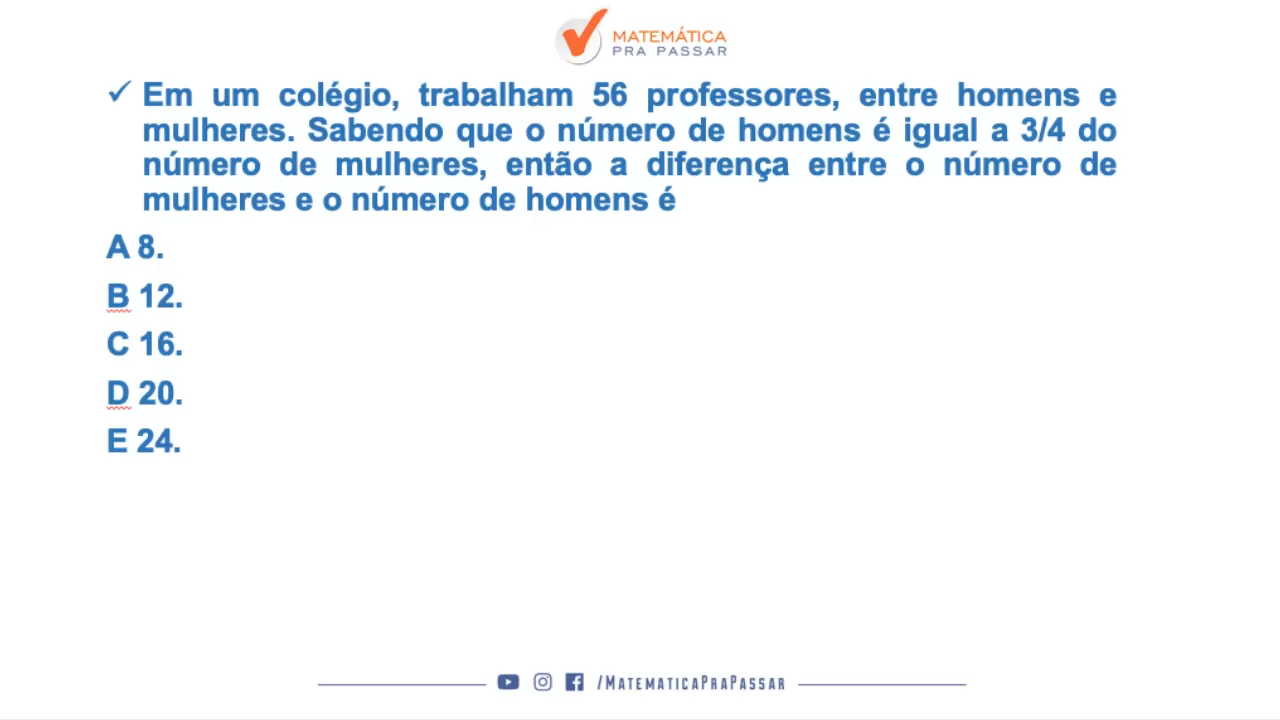 MATEMÁTICA
PRA PASSAR
✓ Em um colégio, trabalham 56 professores, entre homens e
mulheres. Sabendo que o número de homens é igual a 3/4 do
número de mulheres, então a diferença entre o número de
mulheres e o número de homens é
A 8.
B 12.
C 16.
D 20.
E 24.
/MATEMATICAPRAPASSAR